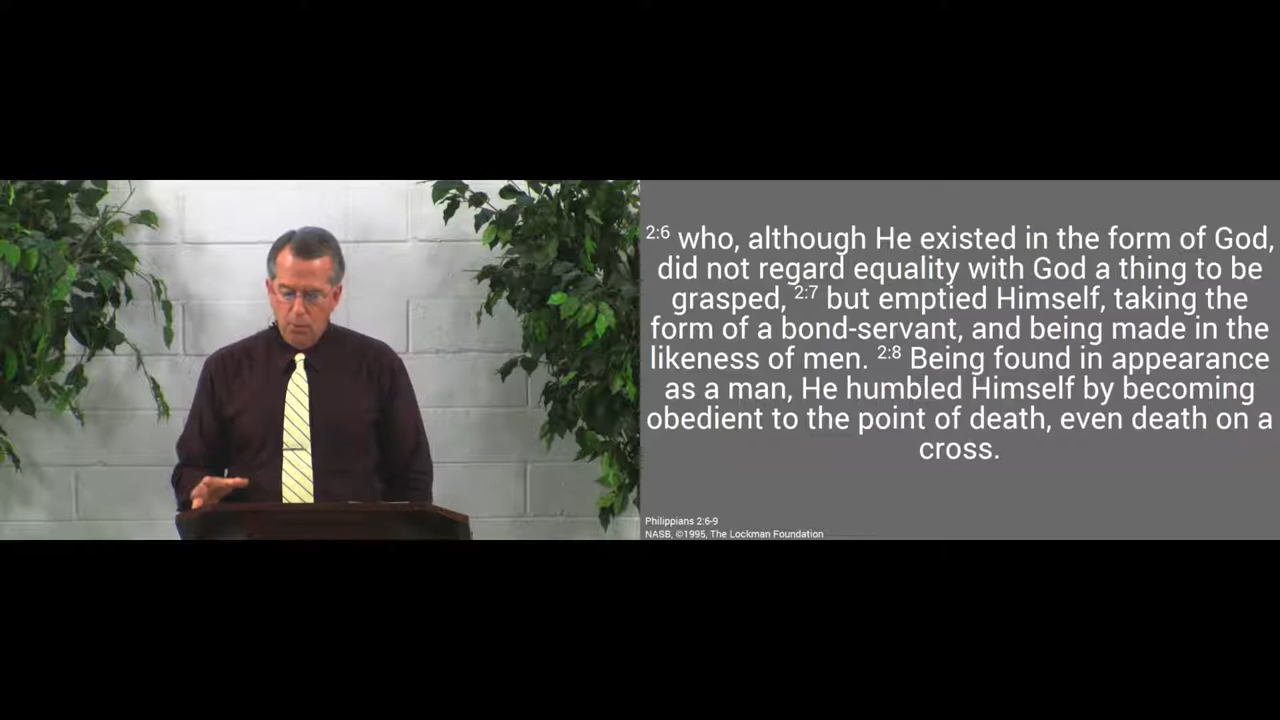 2:6 who, although He existed in the form of God,
did not regard equality with God a thing to be
grasped, 2:7 but emptied Himself, taking the
form of a bond-servant, and being made in the
likeness of men. 2:8 Being found in appearance
as a man, He humbled Himself by becoming
obedient to the point of death, even death on a
cross.
Philippians 2:6-9
NASB, ©1995, The Lockman Foundation